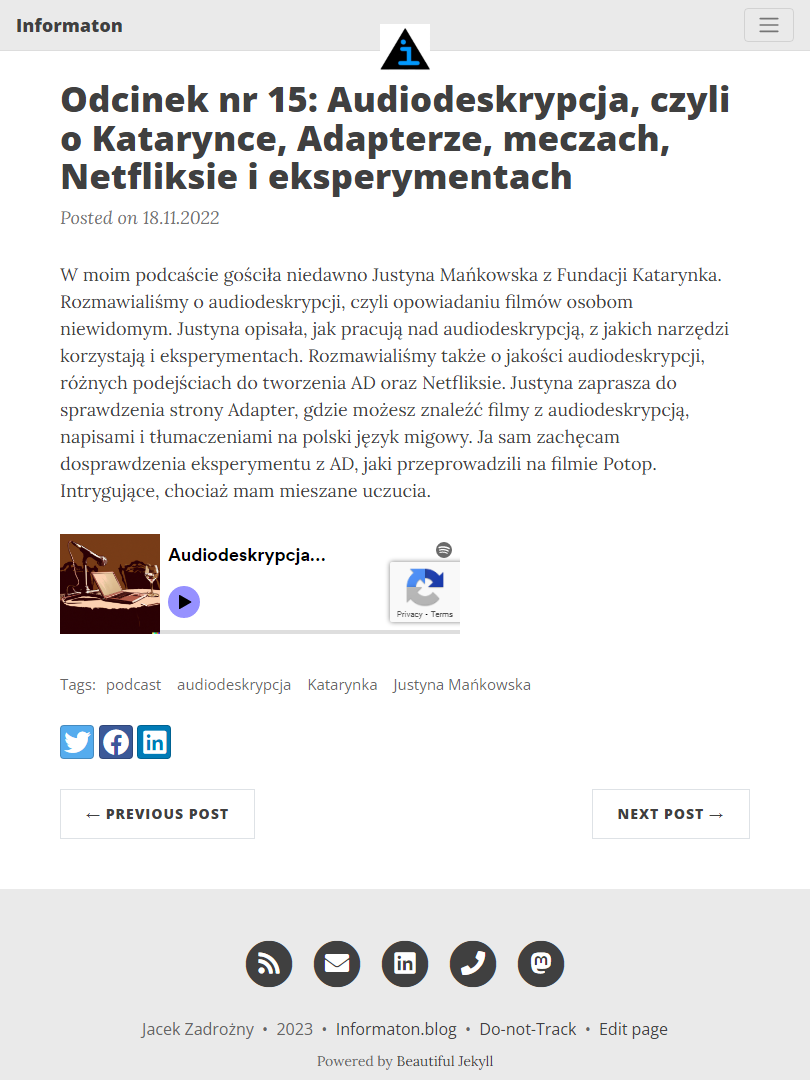 Informaton
i
Odcinek nr 15: Audiodeskrypcja, czyli
o Katarynce, Adapterze, meczach,
Netfliksie i eksperymentach
Posted on 18.11.2022
W moim podcaście gościła niedawno Justyna Mańkowska z Fundacji Katarynka.
Rozmawialiśmy o audiodeskrypcji, czyli opowiadaniu filmów osobom
niewidomym. Justyna opisała, jak pracują nad audiodeskrypcją, z jakich narzędzi
korzystają i eksperymentach. Rozmawialiśmy także o jakości audiodeskrypcji,
różnych podejściach do tworzenia AD oraz Netfliksie. Justyna zaprasza do
sprawdzenia strony Adapter, gdzie możesz znaleźć filmy z audiodeskrypcją,
napisami i tłumaczeniami na polski język migowy. Ja sam zachęcam
dosprawdzenia eksperymentu z AD, jaki przeprowadzili na filmie Potop.
Intrygujące, chociaż mam mieszane uczucia.
Audiodeskrypcja...
Privacy - Terms
Tags: podcast audiodeskrypcja Katarynka Justyna Mańkowska
← PREVIOUS POST
NEXT POST →
Jacek Zadrożny • 2023 • Informaton.blog • Do-not-Track • Edit page
Powered by Beautiful Jekyll